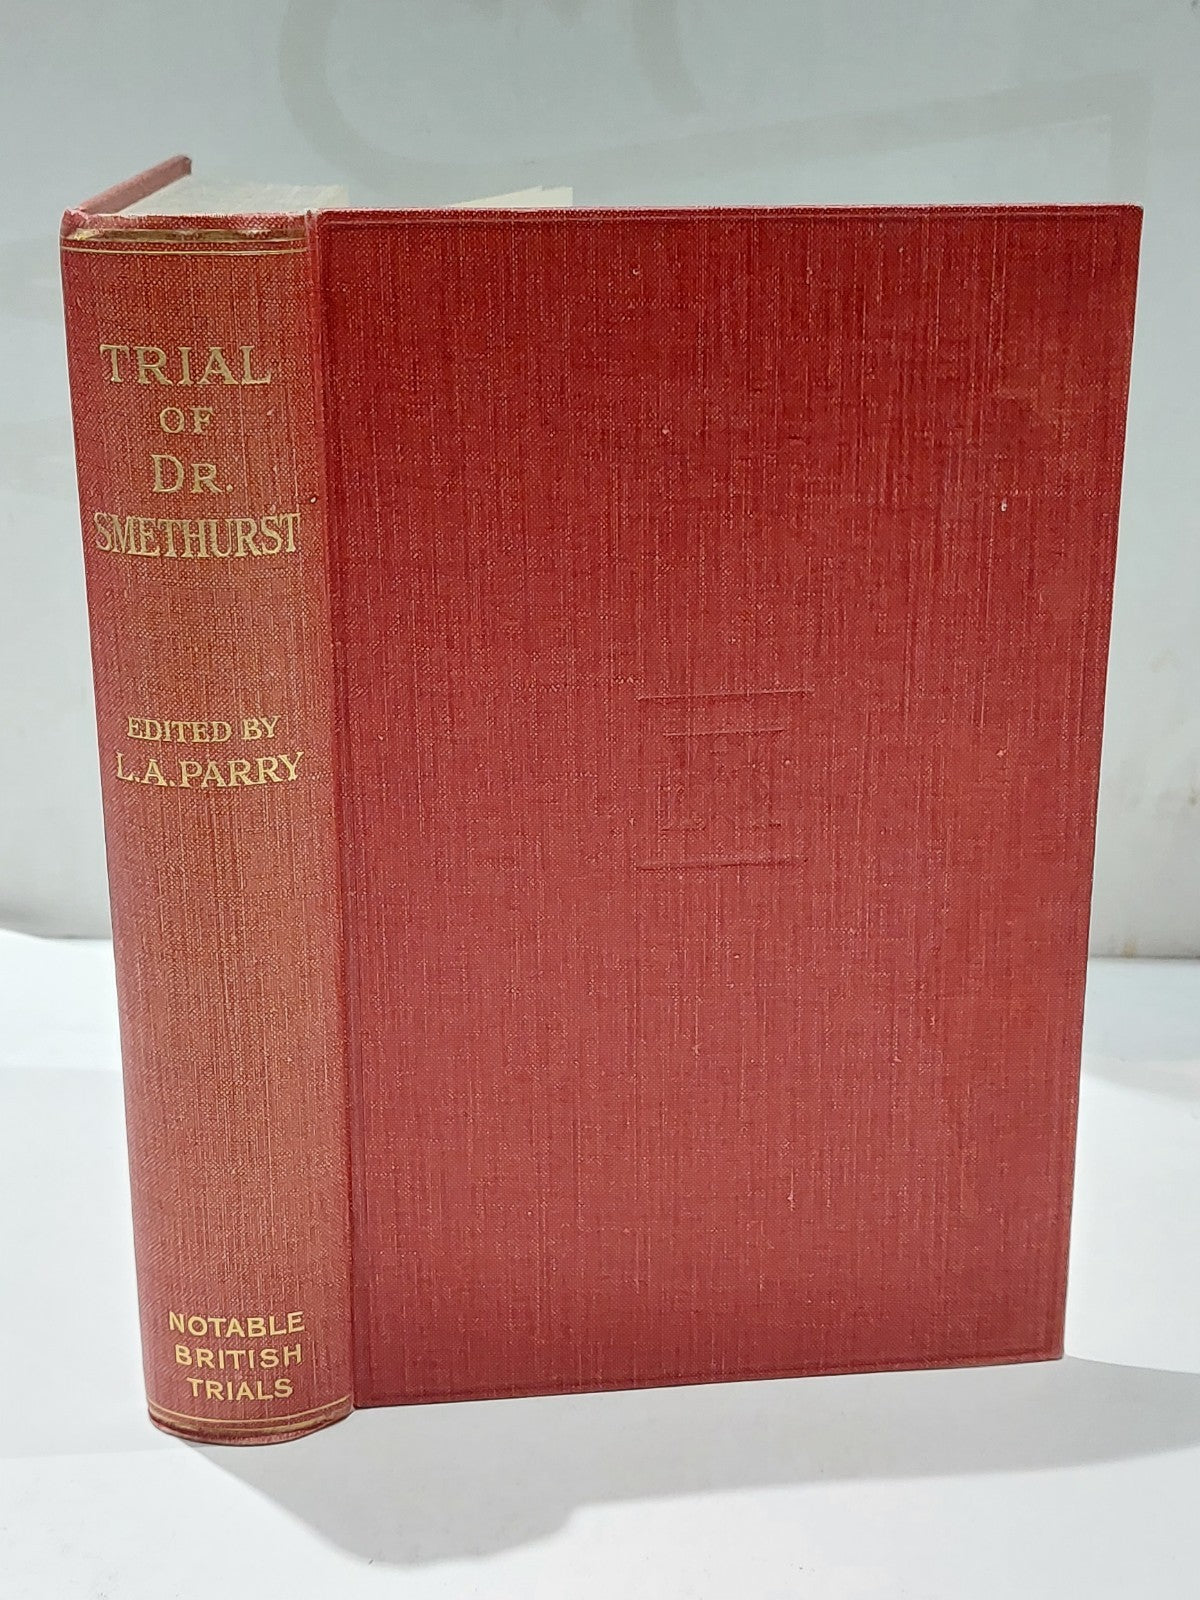 TRIAL
OF
DR.
SMETHURST
EDITED BY
L.A.PARRY
NOTABLE
BRITISH
TRIALS